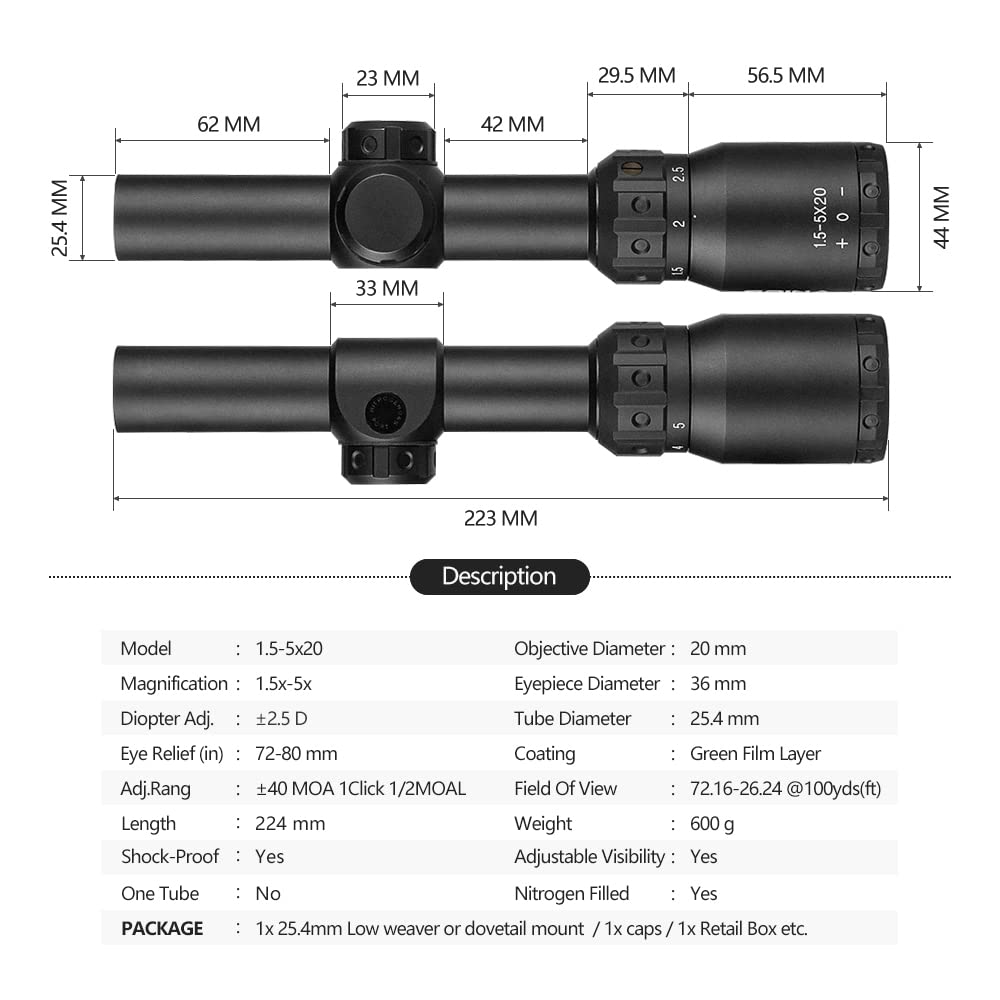 23 MM
29.5 MM
56.5 MM
62 MM
42 MM
25.4 MM
2.5
2
1.5
1.5-5X20
+ 0 -
44 MM
33 MM
5
4
223 MM
Description
Model : 1.5-5x20
Objective Diameter : 20 mm
Magnification : 1.5x-5x
Eyepiece Diameter : 36 mm
Diopter Adj. : ±2.5 D
Tube Diameter : 25.4 mm
Eye Relief (in) : 72-80 mm
Coating : Green Film Layer
Adj.Rang : ±40 MOA 1Click 1/2MOAL
Field Of View : 72.16-26.24 @100yds(ft)
Length : 224 mm
Weight : 600 g
Shock-Proof : Yes
Adjustable Visibility : Yes
One Tube : No
Nitrogen Filled : Yes
PACKAGE : 1x 25.4mm Low weaver or dovetail mount / 1x caps / 1x Retail Box etc.